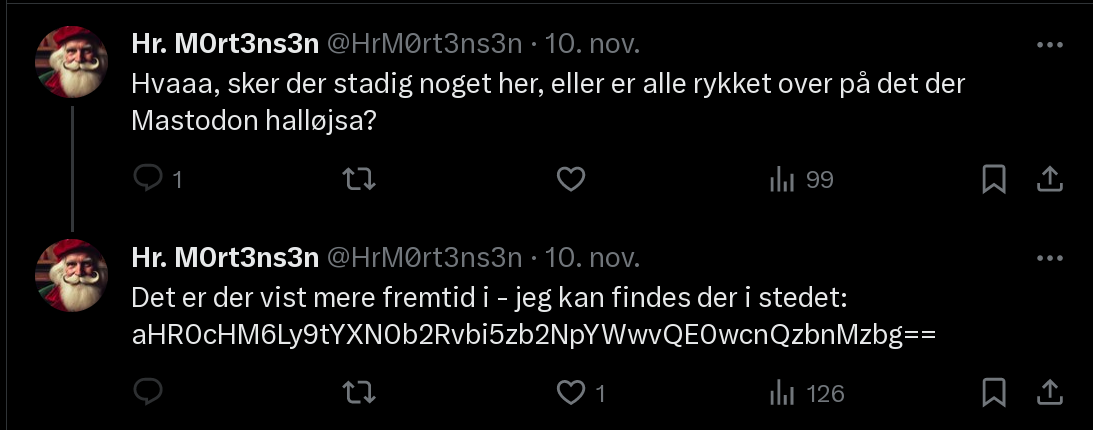 Hr. M0rt3ns3n @HrM0rt3ns3n · 10. nov.
Hvaaa, sker der stadig noget her, eller er alle rykket over på det der
Mastodon halløjsa?
1 99
Hr. M0rt3ns3n @HrM0rt3ns3n · 10. nov.
Det er der vist mere fremtid i - jeg kan findes der i stedet:
aHR0cHM6Ly9tYXN0b2Rvbi5zb2NpYWwvQE0wcnQzbnMzbg==
1 126